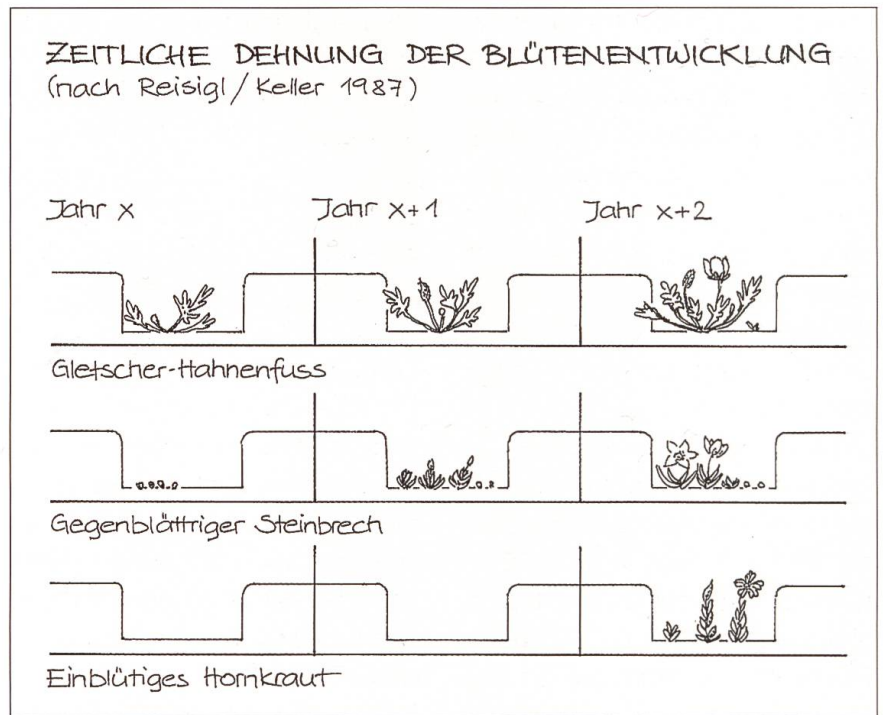 ZEITLICHE DEHNUNG DER BLÜTENENTWICKLUNG
(nach Reisigl / Keller 1987)
Jahr x Jahr x+1 Jahr x+2
Gletscher-Hahnenfuss
Gegenblättriger Steinbrech
Einblütiges Hornkraut